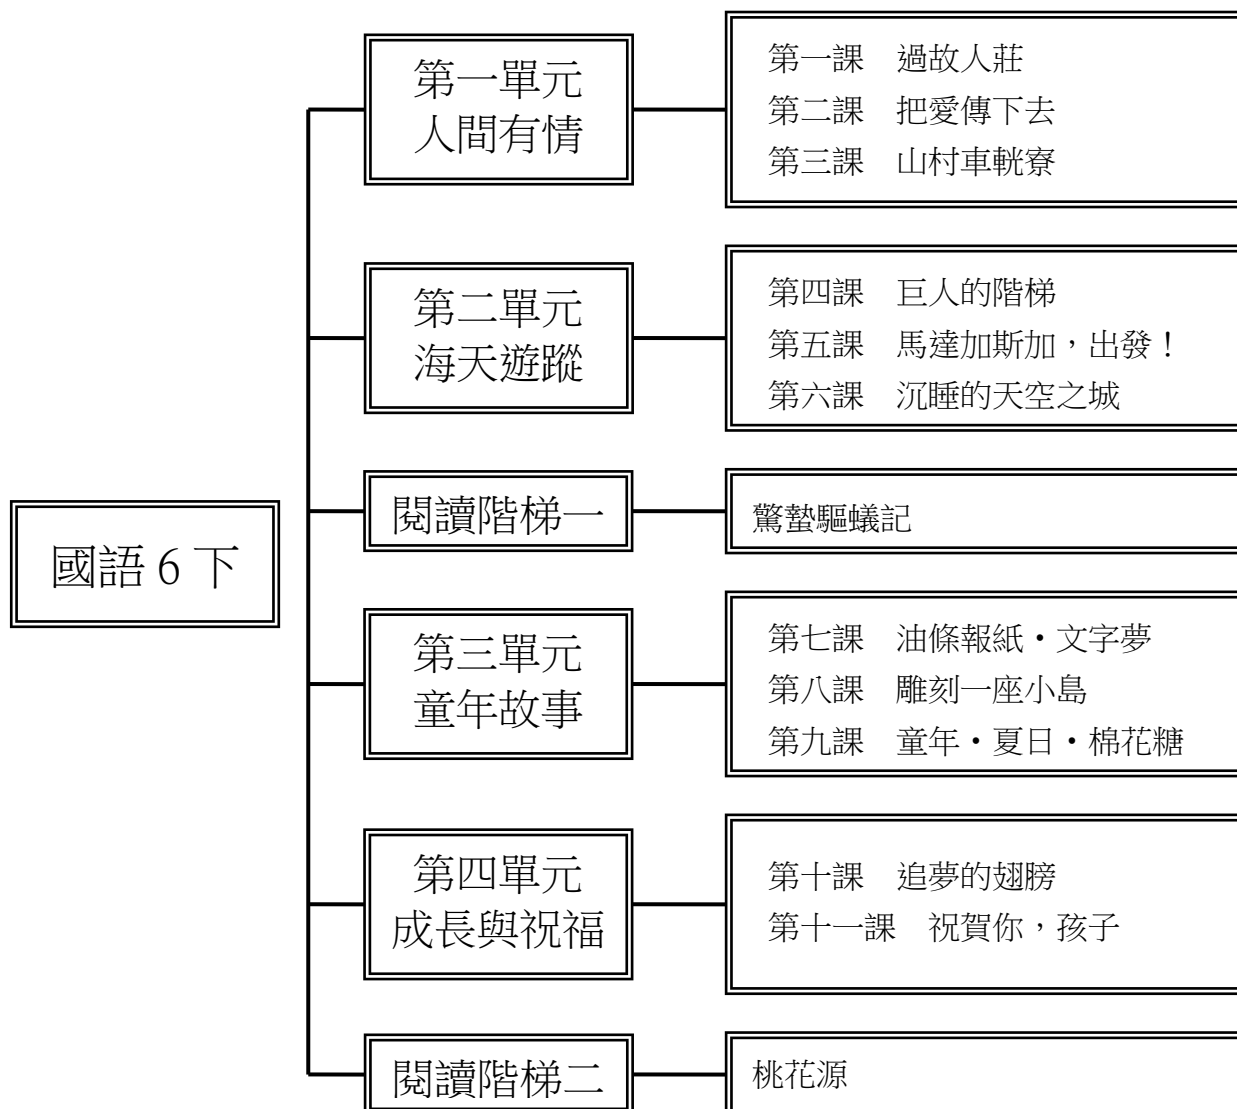 國語 6 下
第一單元
人間有情
第一課　過故人莊
第二課　把愛傳下去
第三課　山村車輄寮
第二單元
海天遊蹤
第四課　巨人的階梯
第五課　馬達加斯加，出發！
第六課　沉睡的天空之城
閱讀階梯一
驚蟄驅蟻記
第三單元
童年故事
第七課　油條報紙・文字夢
第八課　雕刻一座小島
第九課　童年・夏日・棉花糖
第四單元
成長與祝福
第十課　追夢的翅膀
第十一課　祝賀你，孩子
閱讀階梯二
桃花源